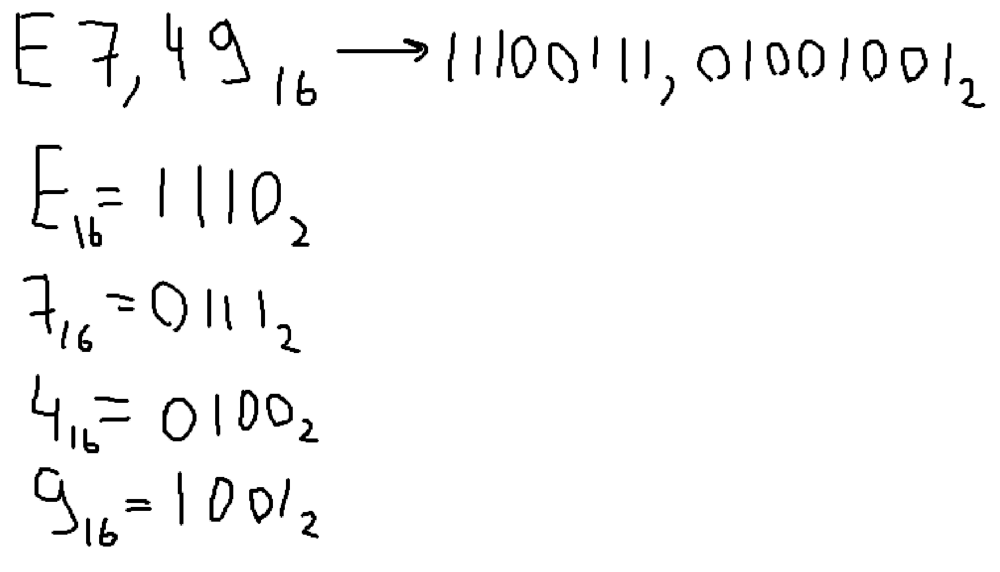 E7,49₁₆ → 11100111,01001001₂
E₁₆ = 1110₂
7₁₆ = 0111₂
4₁₆ = 0100₂
9₁₆ = 1001₂